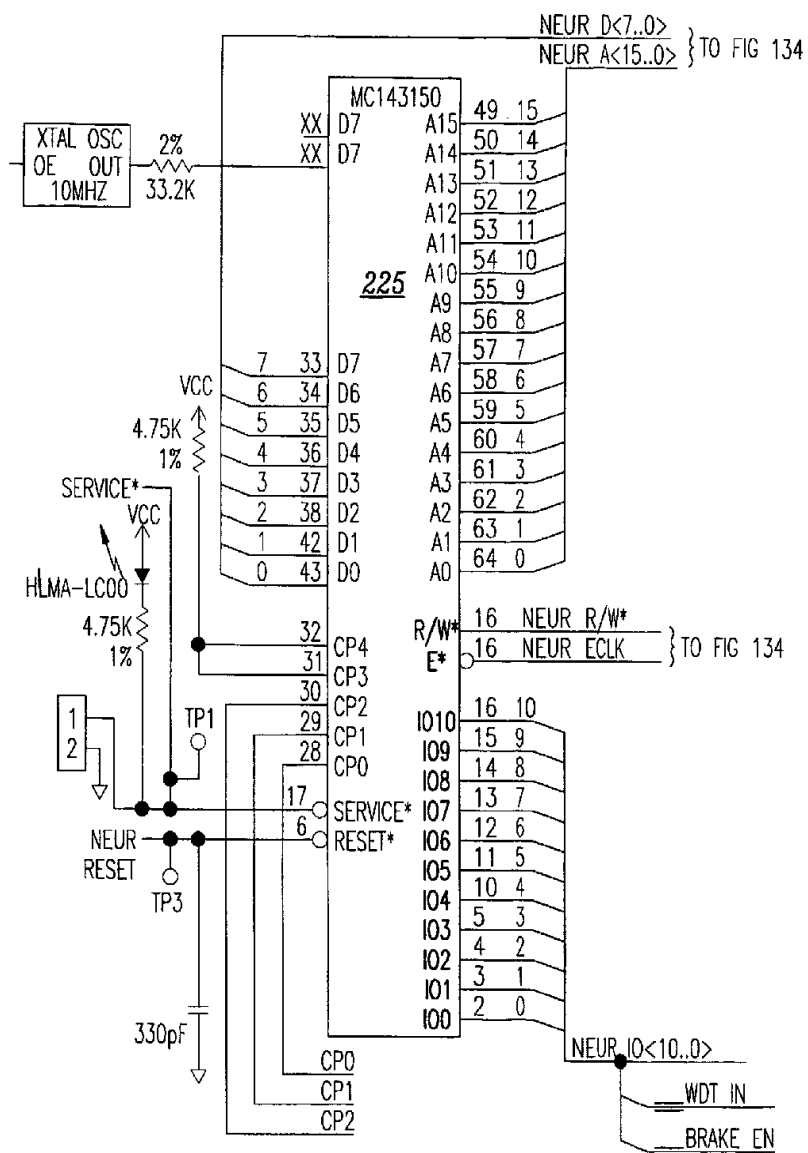 NEUR D<7..0>
NEUR A<15..0>
TO FIG 134
MC143150
XTAL OSC
OE OUT
10MHZ
2%
33.2K
XX D7
XX D7
225
49 15
A15
50 14
A14
51 13
A13
52 12
A12
53 11
A11
54 10
A10
55 9
A9
56 8
A8
57 7
A7
58 6
A6
59 5
A5
60 4
A4
61 3
A3
62 2
A2
63 1
A1
64 0
A0
7 33 D7
6 34 D6
5 35 D5
4 36 D4
3 37 D3
2 38 D2
1 42 D1
0 43 D0
VCC
4.75K
1%
SERVICE*
VCC
HLMA-LC00
4.75K
1%
32 CP4
31 CP3
30 CP2
29 CP1
28 CP0
R/W* 16 NEUR R/W*
E* 16 NEUR ECLK
TO FIG 134
1
2
TP1
17 SERVICE*
6 RESET*
NEUR
RESET
TP3
330pF
IO10 16 10
IO9 15 9
IO8 14 8
IO7 13 7
IO6 12 6
IO5 11 5
IO4 10 4
IO3 5 3
IO2 4 2
IO1 3 1
IO0 2 0
NEUR IO<10..0>
CP0
CP1
CP2
WDT IN
BRAKE EN